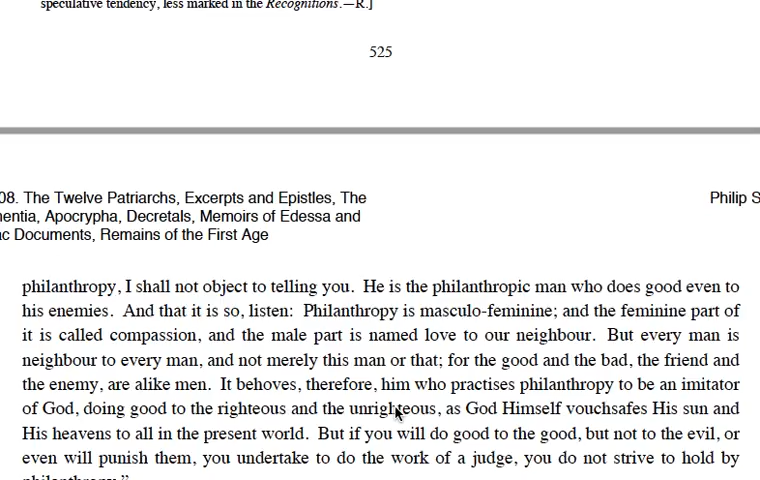 speculative tendency, less marked in the Recognitions.—R.]
525
08. The Twelve Patriarchs, Excerpts and Epistles, The
Philip S
mentia, Apocrypha, Decretals, Memoirs of Edessa and
ac Documents, Remains of the First Age
philanthropy, I shall not object to telling you. He is the philanthropic man who does good even to
his enemies. And that it is so, listen: Philanthropy is masculo-feminine; and the feminine part of
it is called compassion, and the male part is named love to our neighbour. But every man is
neighbour to every man, and not merely this man or that; for the good and the bad, the friend and
the enemy, are alike men. It behoves, therefore, him who practises philanthropy to be an imitator
of God, doing good to the righteous and the unrighteous, as God Himself vouchsafes His sun and
His heavens to all in the present world. But if you will do good to the good, but not to the evil, or
even will punish them, you undertake to do the work of a judge, you do not strive to hold by
philanthropy.”